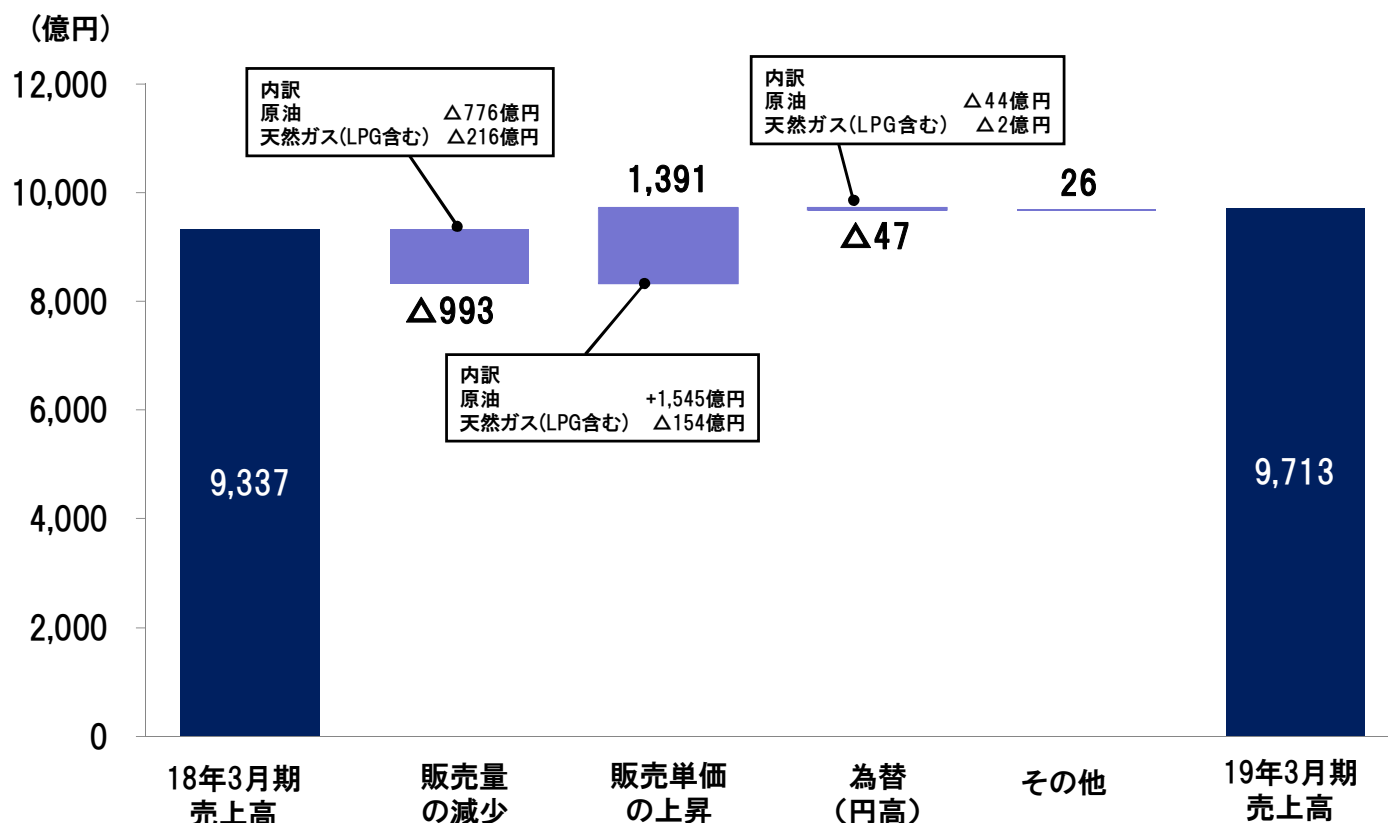 (億円)
12,000
10,000
8,000
6,000
4,000
2,000
0
内訳
原油 △776億円
天然ガス(LPG含む) △216億円
内訳
原油 △44億円
天然ガス(LPG含む) △2億円
1,391
26
△47
△993
内訳
原油 +1,545億円
天然ガス(LPG含む) △154億円
9,337
9,713
18年3月期
売上高
販売量
の減少
販売単価
の上昇
為替
(円高)
その他
19年3月期
売上高